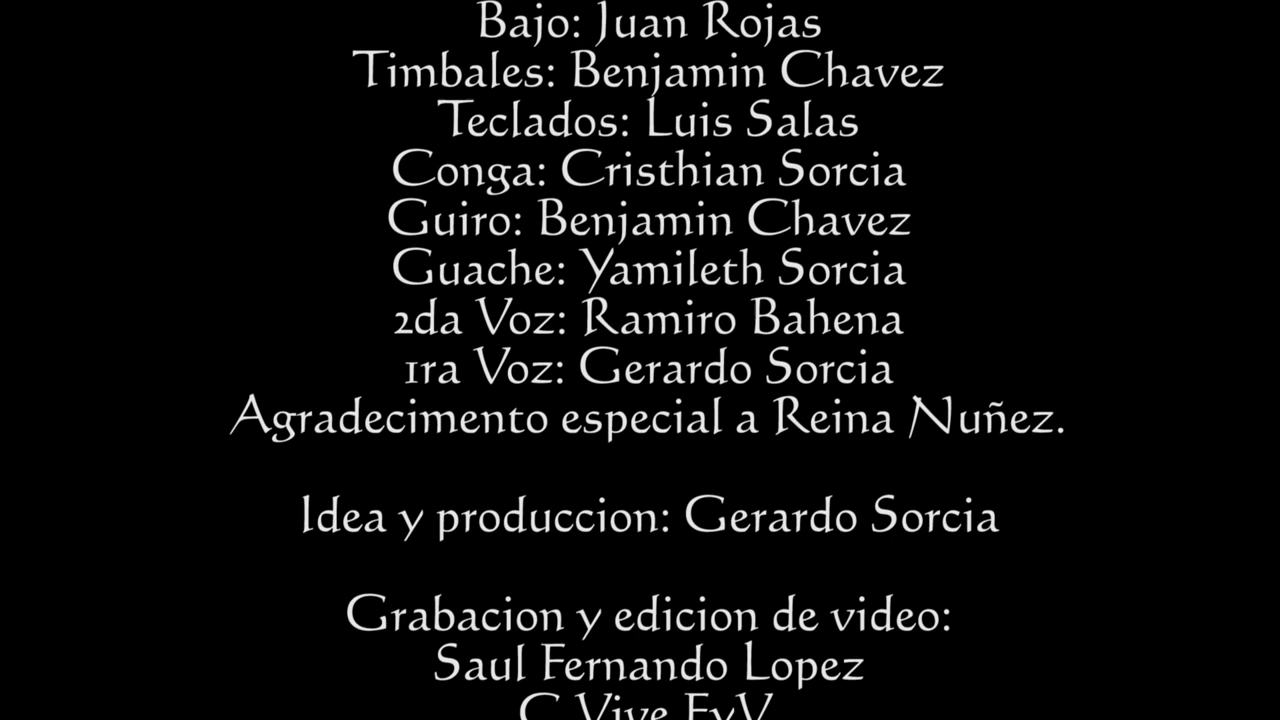 Bajo: Juan Rojas
Timbales: Benjamin Chavez
Teclados: Luis Salas
Conga: Cristhian Sorcia
Guiro: Benjamin Chavez
Guache: Yamileth Sorcia
2da Voz: Ramiro Bahena
1ra Voz: Gerardo Sorcia
Agradecimento especial a Reina Nuñez.
Idea y produccion: Gerardo Sorcia
Grabacion y edicion de video:
Saul Fernando Lopez
C Vive FyV